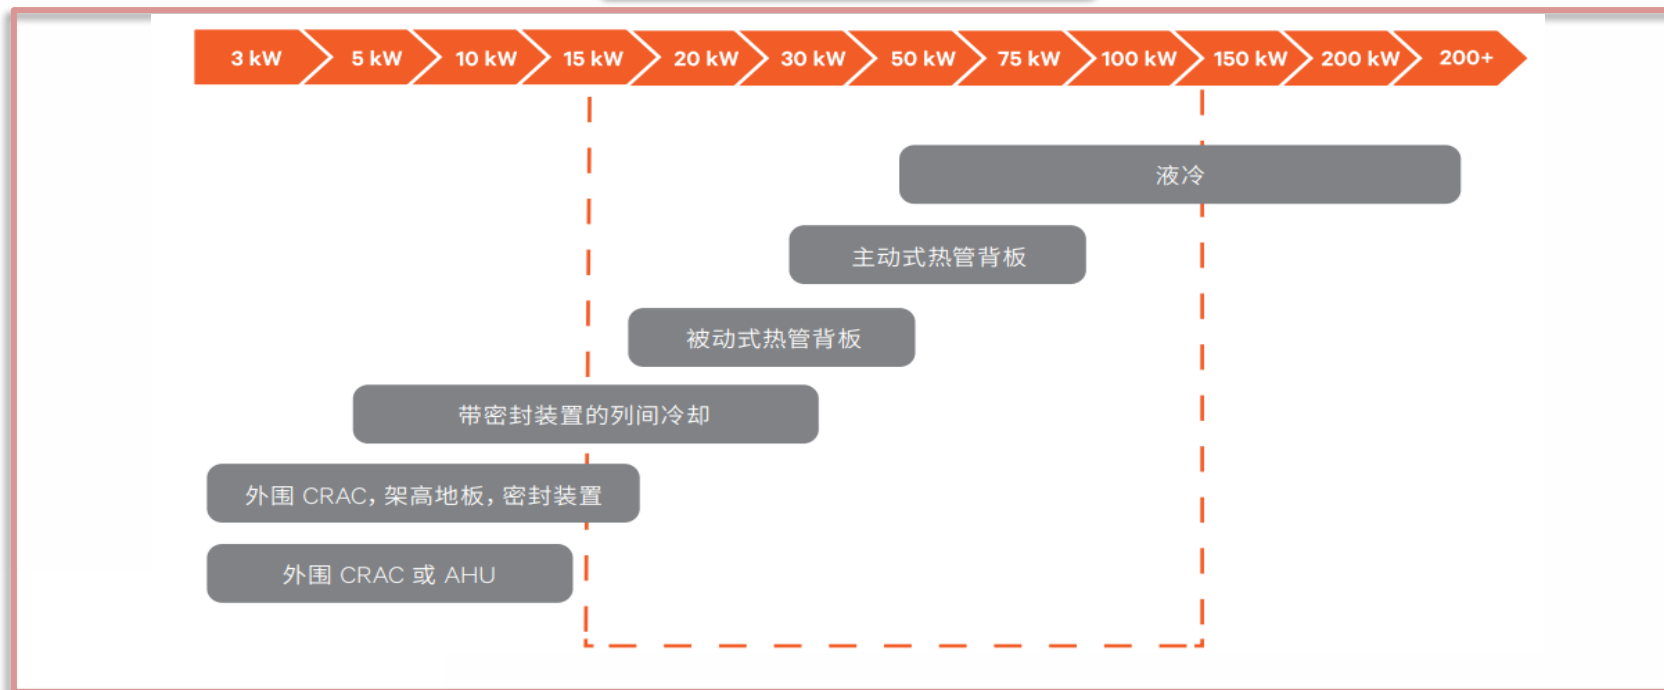 3 kW 5 kW 10 kW 15 kW 20 kW 30 kW 50 kW 75 kW 100 kW 150 kW 200 kW 200+
液冷
主动式热管背板
被动式热管背板
带密封装置的列间冷却
外围 CRAC，架高地板，密封装置
外围 CRAC 或 AHU